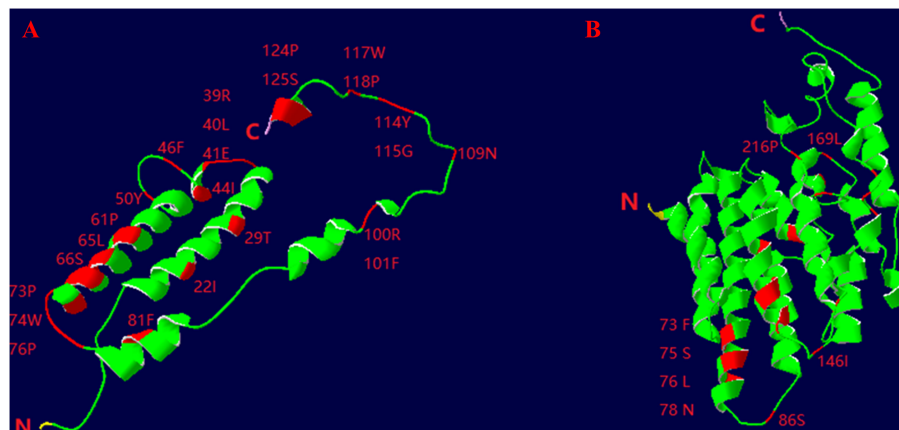 A
124P
125S
117W
118P
39R
40L
41E
44I
C
46F
114Y
115G
109N
50Y
61P
65L
66S
29T
100R
101F
22I
73P
74W
76P
81F
N
B
C
216P
169L
N
73 F
75 S
76 L
78 N
146I
86S